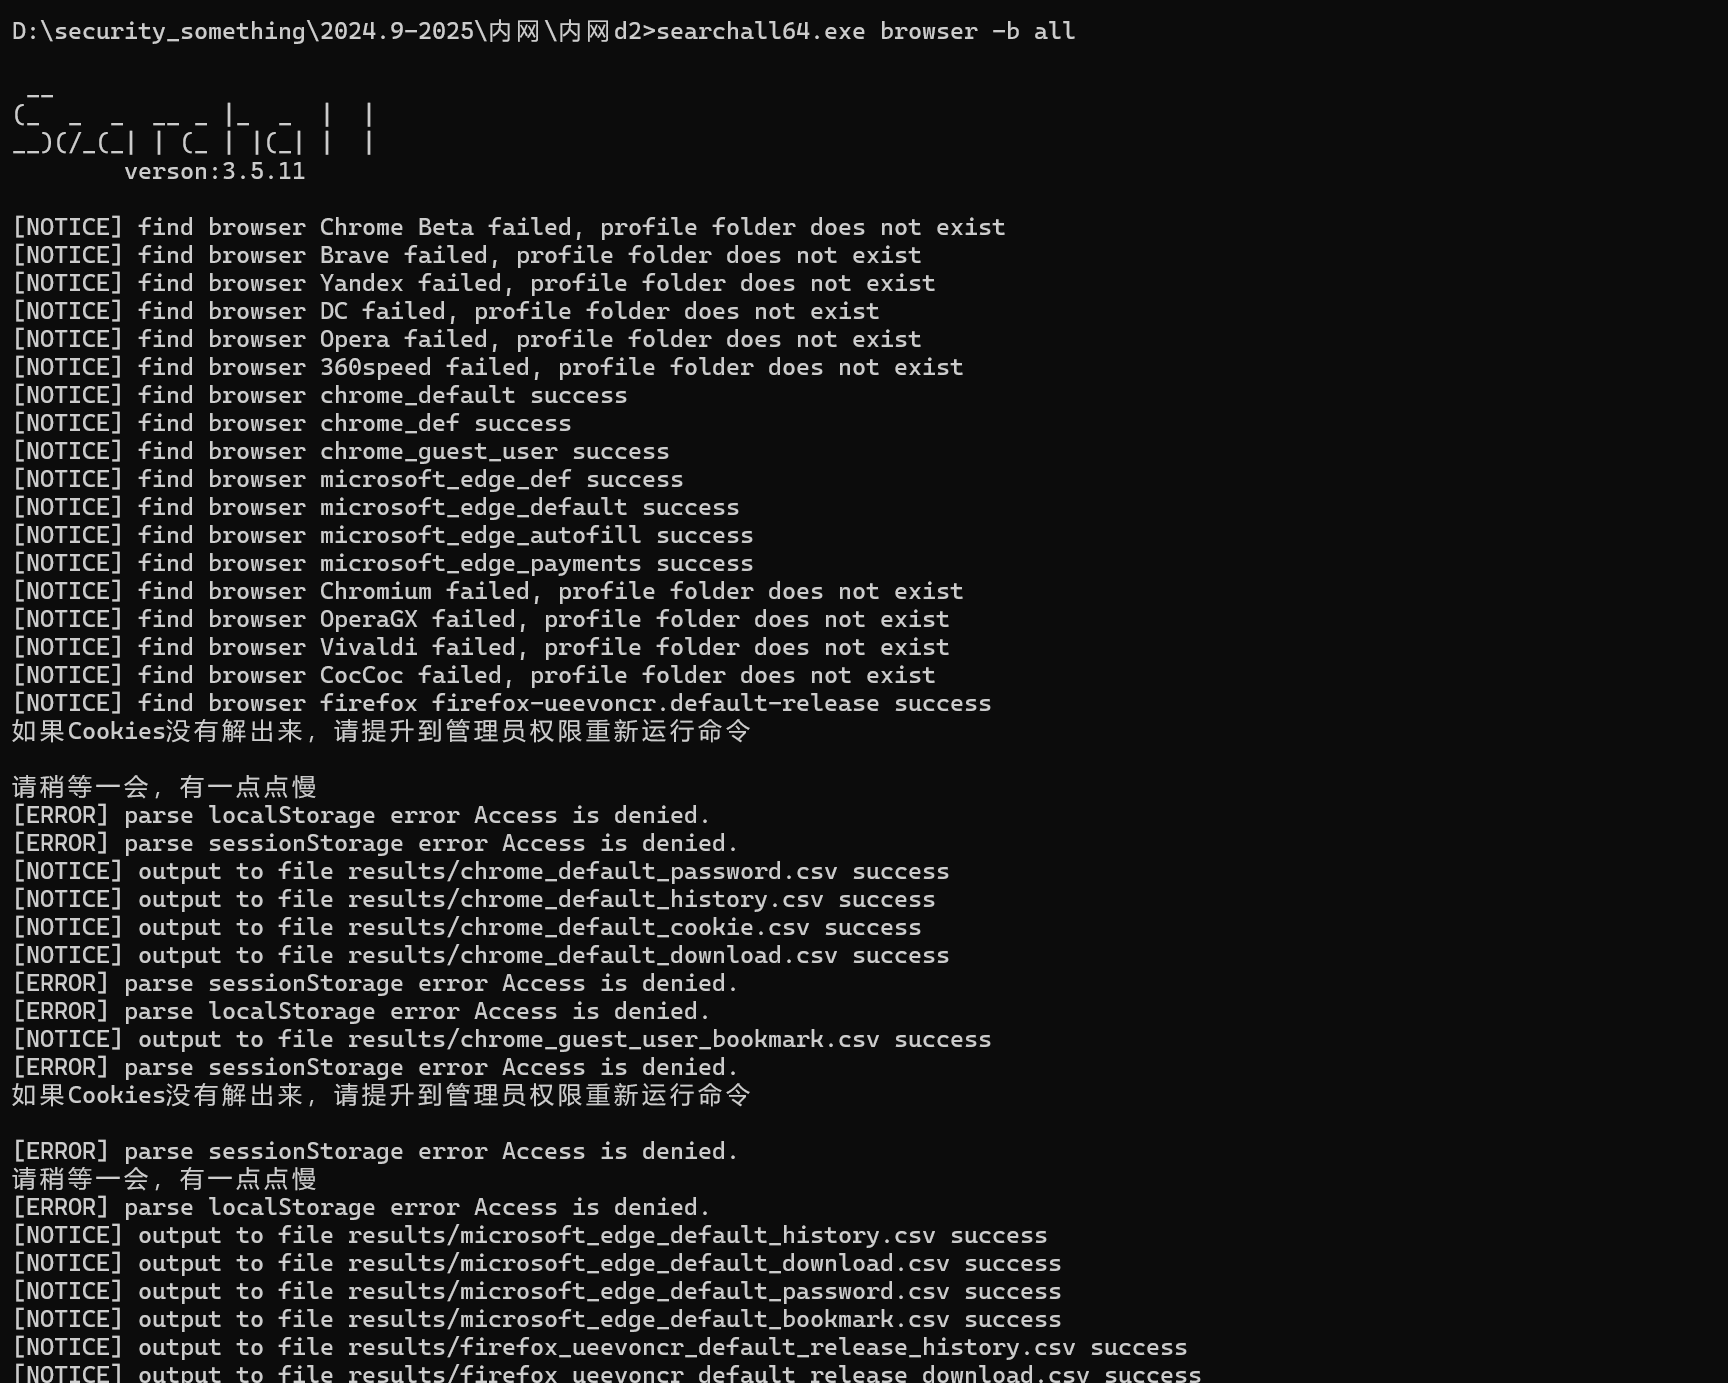 D:\security_something\2024.9-2025\内网\内网d2>searchall64.exe browser -b all
 __
(_   _  _  __ _ |_  _  |  |
__)(/_(_| | (_ | |(_| |  |
verson:3.5.11
[NOTICE] find browser Chrome Beta failed, profile folder does not exist
[NOTICE] find browser Brave failed, profile folder does not exist
[NOTICE] find browser Yandex failed, profile folder does not exist
[NOTICE] find browser DC failed, profile folder does not exist
[NOTICE] find browser Opera failed, profile folder does not exist
[NOTICE] find browser 360speed failed, profile folder does not exist
[NOTICE] find browser chrome_default success
[NOTICE] find browser chrome_def success
[NOTICE] find browser chrome_guest_user success
[NOTICE] find browser microsoft_edge_def success
[NOTICE] find browser microsoft_edge_default success
[NOTICE] find browser microsoft_edge_autofill success
[NOTICE] find browser microsoft_edge_payments success
[NOTICE] find browser Chromium failed, profile folder does not exist
[NOTICE] find browser OperaGX failed, profile folder does not exist
[NOTICE] find browser Vivaldi failed, profile folder does not exist
[NOTICE] find browser CocCoc failed, profile folder does not exist
[NOTICE] find browser firefox firefox-ueevoncr.default-release success
如果Cookies没有解出来，请提升到管理员权限重新运行命令
请稍等一会，有一点点慢
[ERROR] parse localStorage error Access is denied.
[ERROR] parse sessionStorage error Access is denied.
[NOTICE] output to file results/chrome_default_password.csv success
[NOTICE] output to file results/chrome_default_history.csv success
[NOTICE] output to file results/chrome_default_cookie.csv success
[NOTICE] output to file results/chrome_default_download.csv success
[ERROR] parse sessionStorage error Access is denied.
[ERROR] parse localStorage error Access is denied.
[NOTICE] output to file results/chrome_guest_user_bookmark.csv success
[ERROR] parse sessionStorage error Access is denied.
如果Cookies没有解出来，请提升到管理员权限重新运行命令
[ERROR] parse sessionStorage error Access is denied.
请稍等一会，有一点点慢
[ERROR] parse localStorage error Access is denied.
[NOTICE] output to file results/microsoft_edge_default_history.csv success
[NOTICE] output to file results/microsoft_edge_default_download.csv success
[NOTICE] output to file results/microsoft_edge_default_password.csv success
[NOTICE] output to file results/microsoft_edge_default_bookmark.csv success
[NOTICE] output to file results/firefox_ueevoncr_default_release_history.csv success
[NOTICE] output to file results/firefox_ueevoncr_default_release_download.csv success